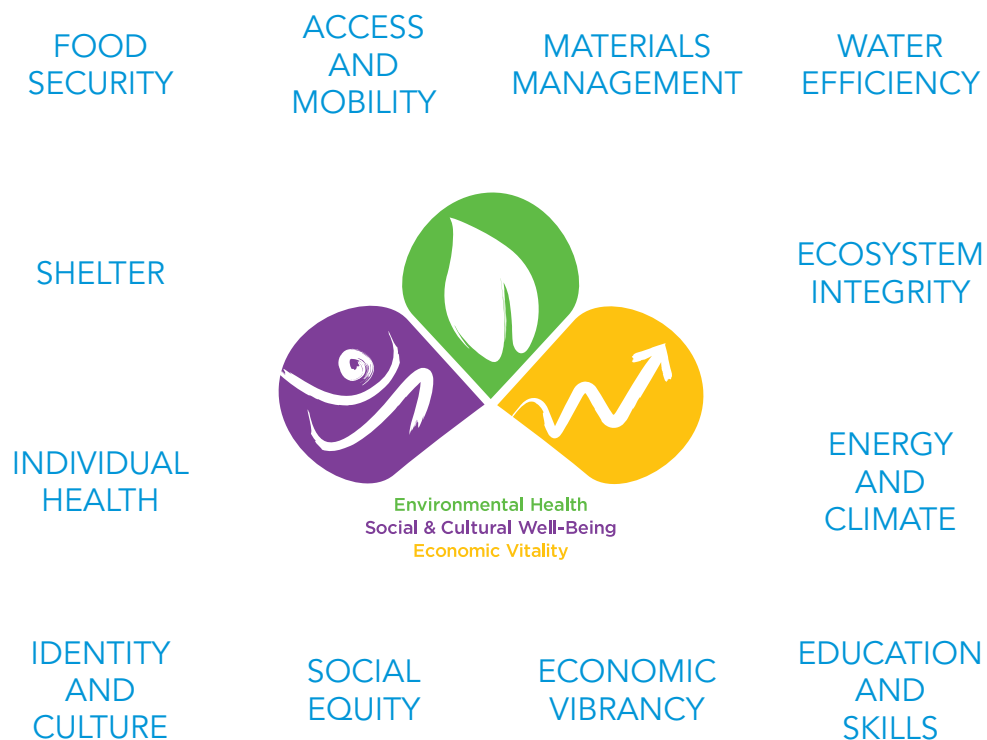 FOOD
SECURITY
ACCESS
AND
MOBILITY
MATERIALS
MANAGEMENT
WATER
EFFICIENCY
SHELTER
ECOSYSTEM
INTEGRITY
INDIVIDUAL
HEALTH
ENERGY
AND
CLIMATE
Environmental Health
Social & Cultural Well-Being
Economic Vitality
IDENTITY
AND
CULTURE
SOCIAL
EQUITY
ECONOMIC
VIBRANCY
EDUCATION
AND
SKILLS